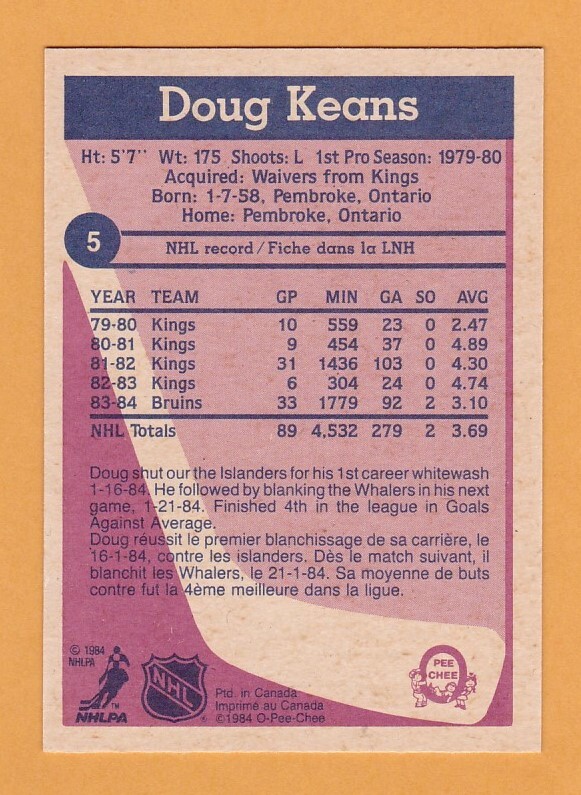 Doug Keans
Ht: 5'7" Wt: 175 Shoots: L 1st Pro Season: 1979-80
Acquired: Waivers from Kings
Born: 1-7-58, Pembroke, Ontario
Home: Pembroke, Ontario
5
NHL record / Fiche dans la LNH
YEAR TEAM GP MIN GA SO AVG
79-80 Kings 10 559 23 0 2.47
80-81 Kings 9 454 37 0 4.89
81-82 Kings 31 1436 103 0 4.30
82-83 Kings 6 304 24 0 4.74
83-84 Bruins 33 1779 92 2 3.10
NHL Totals 89 4,532 279 2 3.69
Doug shut our the Islanders for his 1st career whitewash
1-16-84. He followed by blanking the Whalers in his next
game, 1-21-84. Finished 4th in the league in Goals
Against Average.
Doug réussit le premier blanchissage de sa carrière, le
16-1-84, contre les islanders. Dès le match suivant, il
blanchit les Whalers, le 21-1-84. Sa moyenne de buts
contre fut la 4ème meilleure dans la ligue.
© 1984
NHLPA
TM
NHLPA
NHL
®
Ptd. in Canada
Imprimé au Canada
©1984 O-Pee-Chee
O
PEE
CHEE